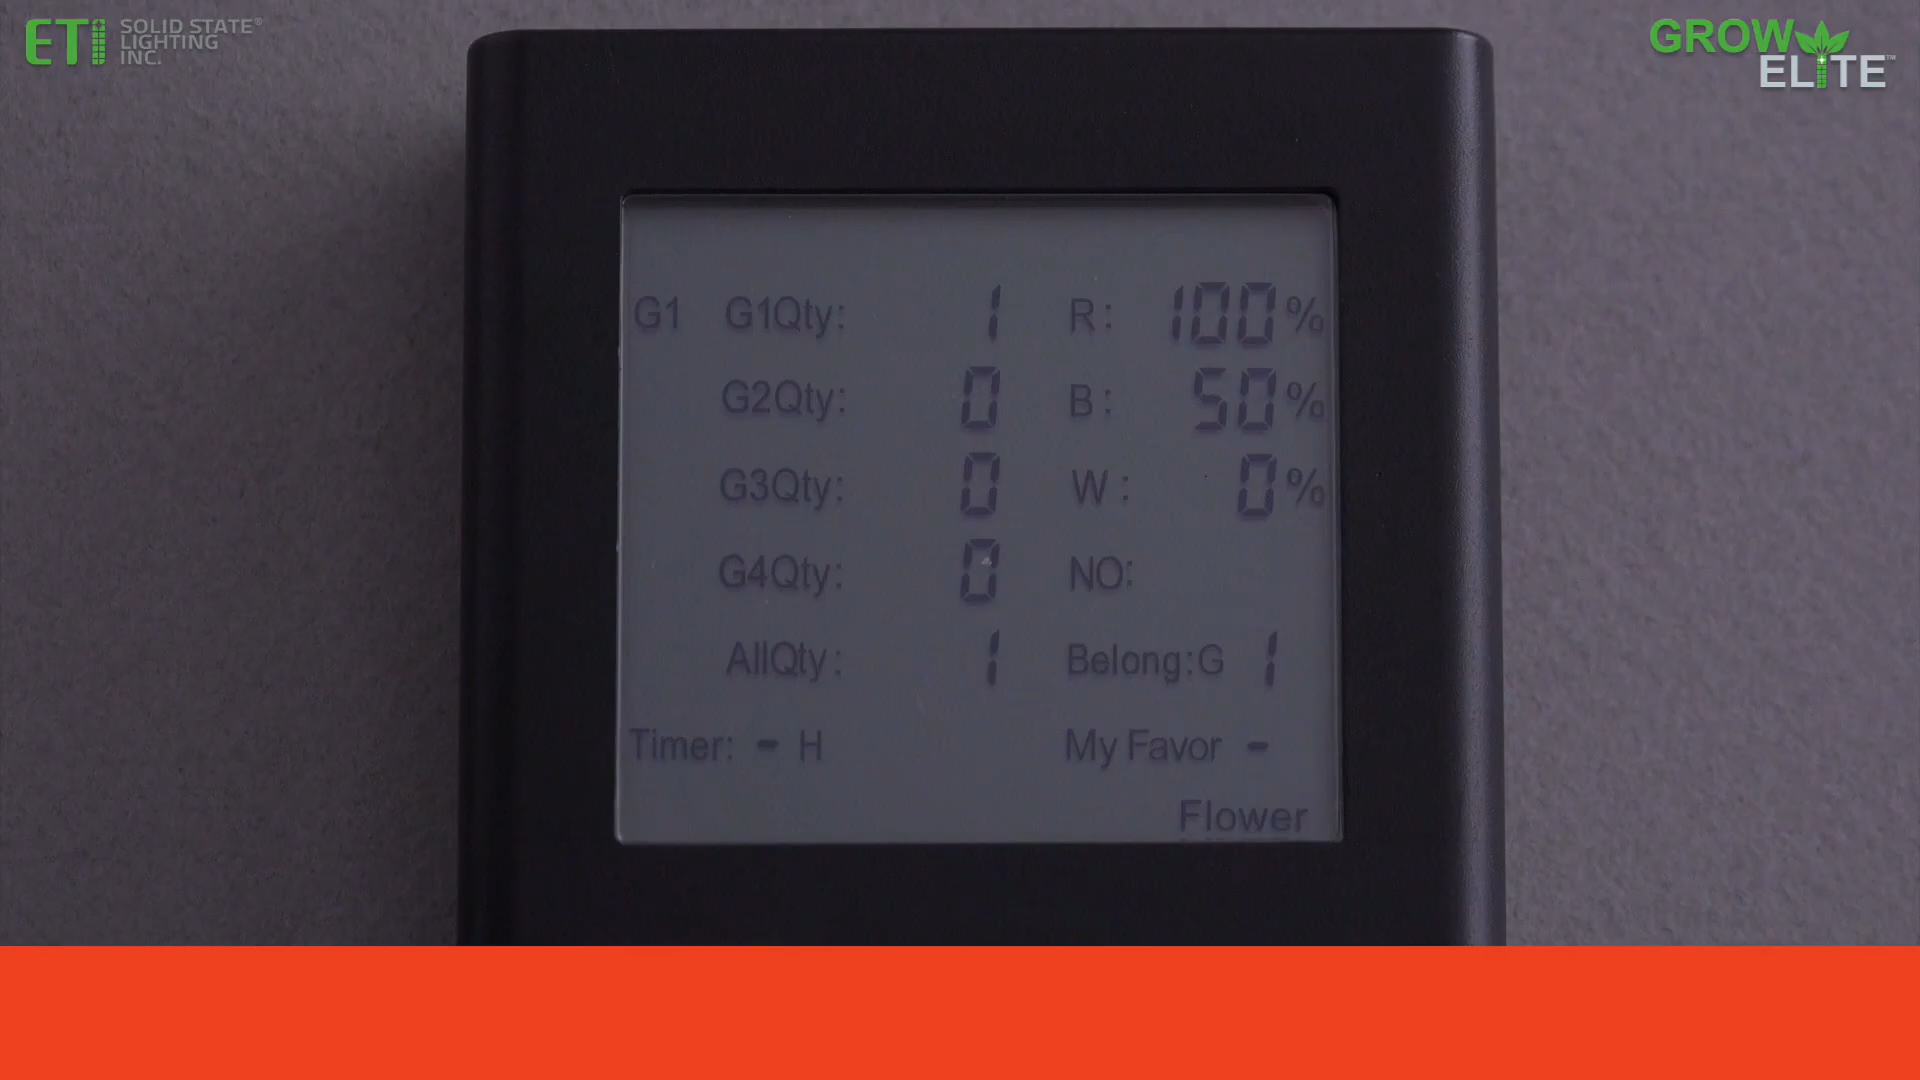 ETI SOLID STATE®
LIGHTING
INC.
GROW
ELITE™
G1 G1Qty: 1 R: 100%
G2Qty: 0 B: 50%
G3Qty: 0 W: 0%
G4Qty: 0 NO:
AllQty: 1 Belong:G 1
Timer: - H My Favor -
Flower